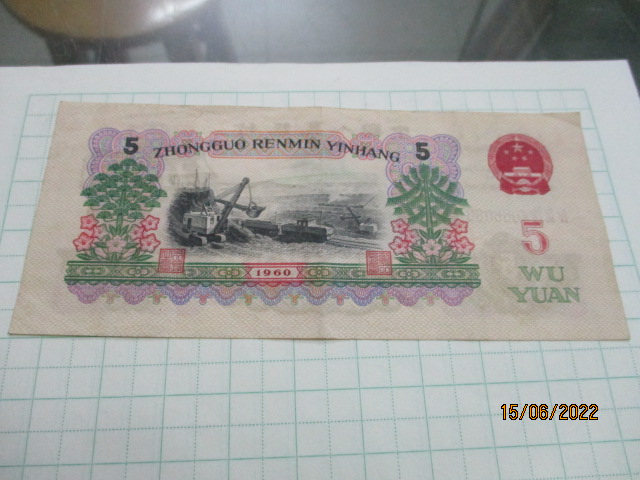 5 ZHONGGUO RENMIN YINHANG 5
5
WU
YUAN
1960
15/06/2022